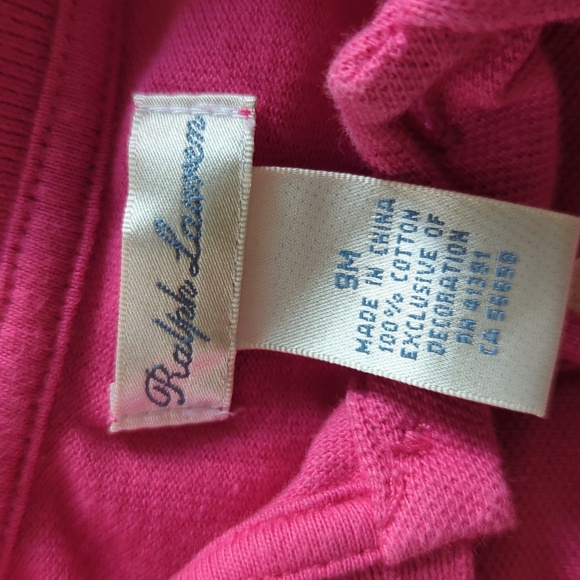 Ralph Lauren
9M
MADE IN CHINA
100% COTTON
EXCLUSIVE OF
DECORATION
RN 41381
CA 56658